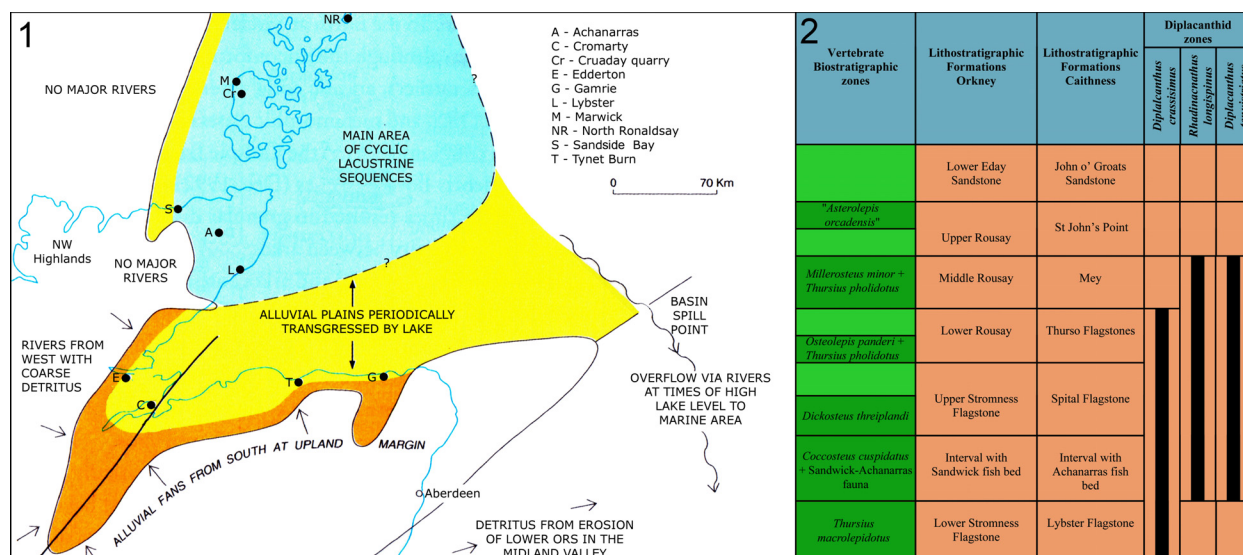 1
NO MAJOR RIVERS
NR
M
Cr
MAIN AREA
OF CYCLIC
LACUSTRINE
SEQUENCES
A - Achanarras
C - Cromarty
Cr - Cruaday quarry
E - Edderton
G - Gamrie
L - Lybster
M - Marwick
NR - North Ronaldsay
S - Sandside Bay
T - Tynet Burn
0 70 Km
?
S
A
L
NW
Highlands
NO MAJOR
RIVERS
?
ALLUVIAL PLAINS PERIODICALLY
TRANSGRESSED BY LAKE
BASIN
SPILL
POINT
RIVERS FROM
WEST WITH
COARSE
DETRITUS
E
C
T
G
OVERFLOW VIA RIVERS
AT TIMES OF HIGH
LAKE LEVEL TO
MARINE AREA
ALLUVIAL FANS FROM SOUTH AT UPLAND MARGIN
Aberdeen
DETRITUS FROM EROSION
OF LOWER ORS IN THE
MIDLAND VALLEY
2
Vertebrate
Biostratigraphic
zones
Lithostratigraphic
Formations
Orkney
Lithostratigraphic
Formations
Caithness
Diplacanthid
zones
Diplalcanthus
crassisimus
Rhadinacnathus
longispinus
Diplacanthus
Lower Eday
Sandstone
John o' Groats
Sandstone
"Asterolepis
orcadensis"
Upper Rousay
St John's Point
Millerosteus minor +
Thursius pholidotus
Middle Rousay
Mey
Lower Rousay
Thurso Flagstones
Osteolepis panderi +
Thursius pholidotus
Upper Stromness
Flagstone
Spital Flagstone
Dickosteus threiplandi
Coccosteus cuspidatus
+ Sandwick-Achanarras
fauna
Interval with
Sandwick fish bed
Interval with
Achanarras fish
bed
Thursius
macrolepidotus
Lower Stromness
Flagstone
Lybster Flagstone